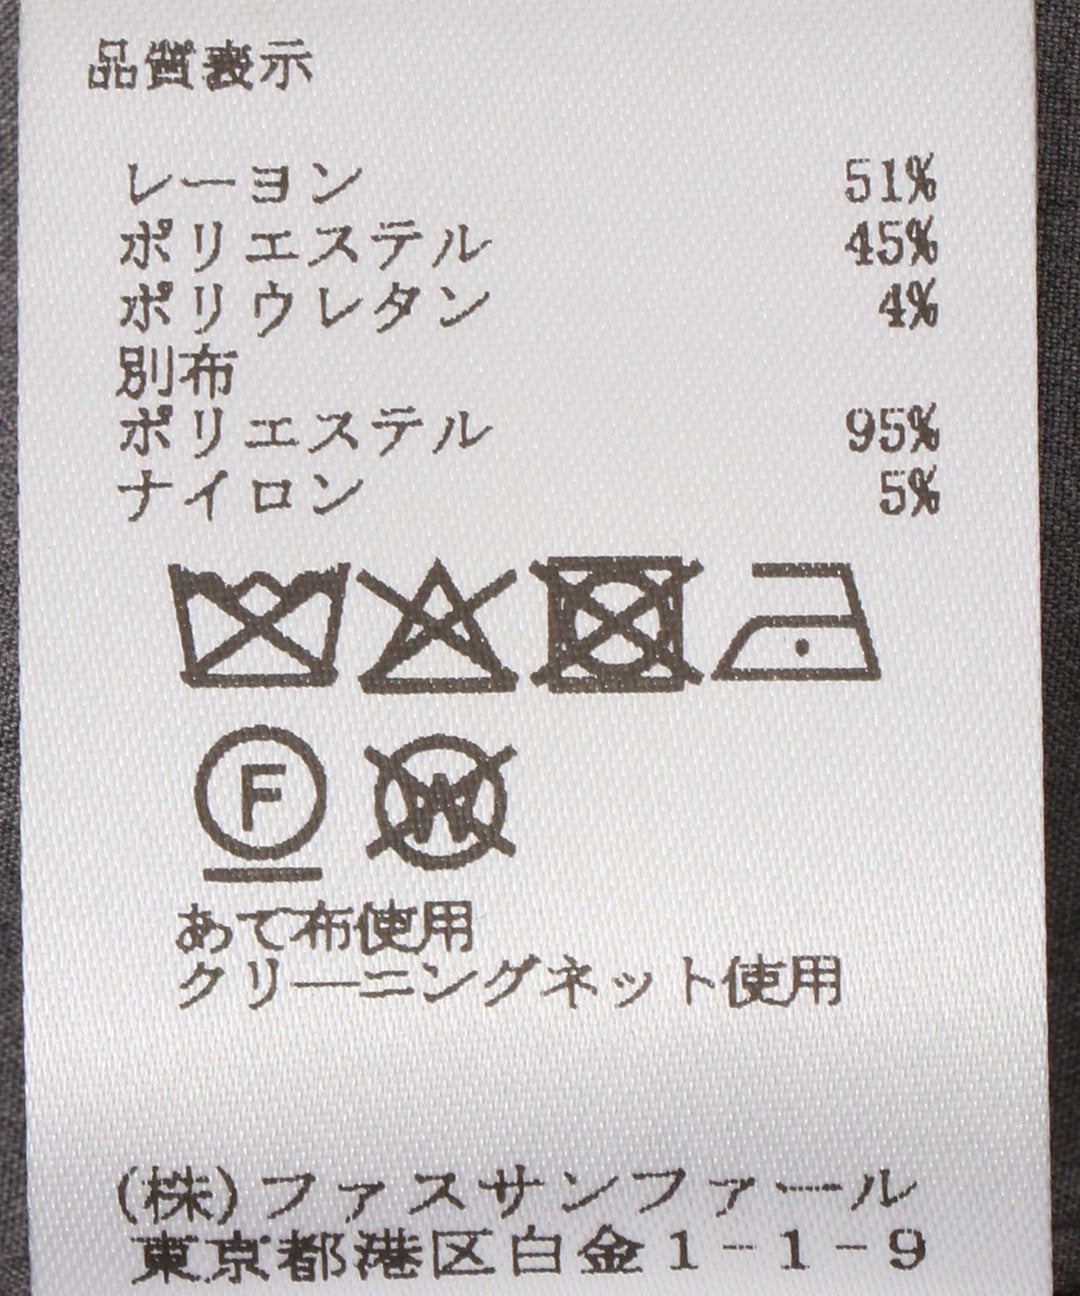 品質表示
レーヨン 51%
ポリエステル 45%
ポリウレタン 4%
別布
ポリエステル 95%
ナイロン 5%
F W
あて布使用
クリーニングネット使用
(株)ファスサンファール
東京都港区白金1-1-9